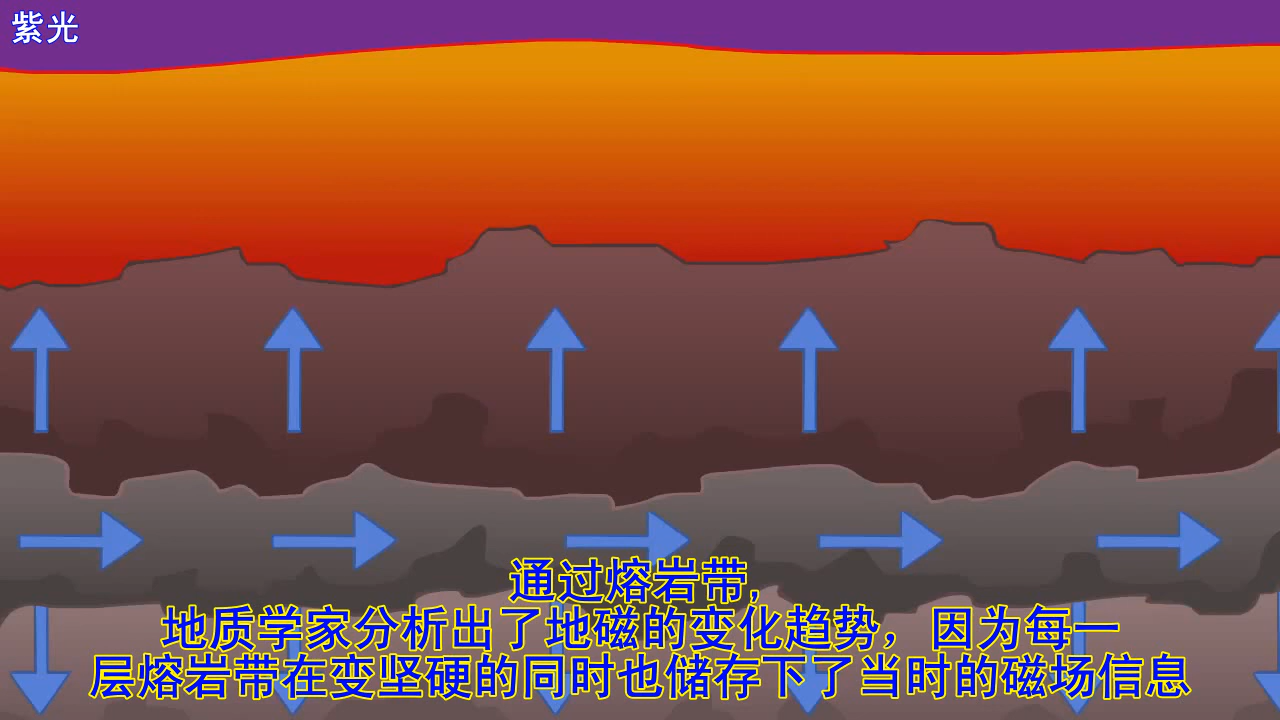 紫光
通过熔岩带,
地质学家分析出了地磁的变化趋势，因为每一
层熔岩带在变坚硬的同时也储存下了当时的磁场信息